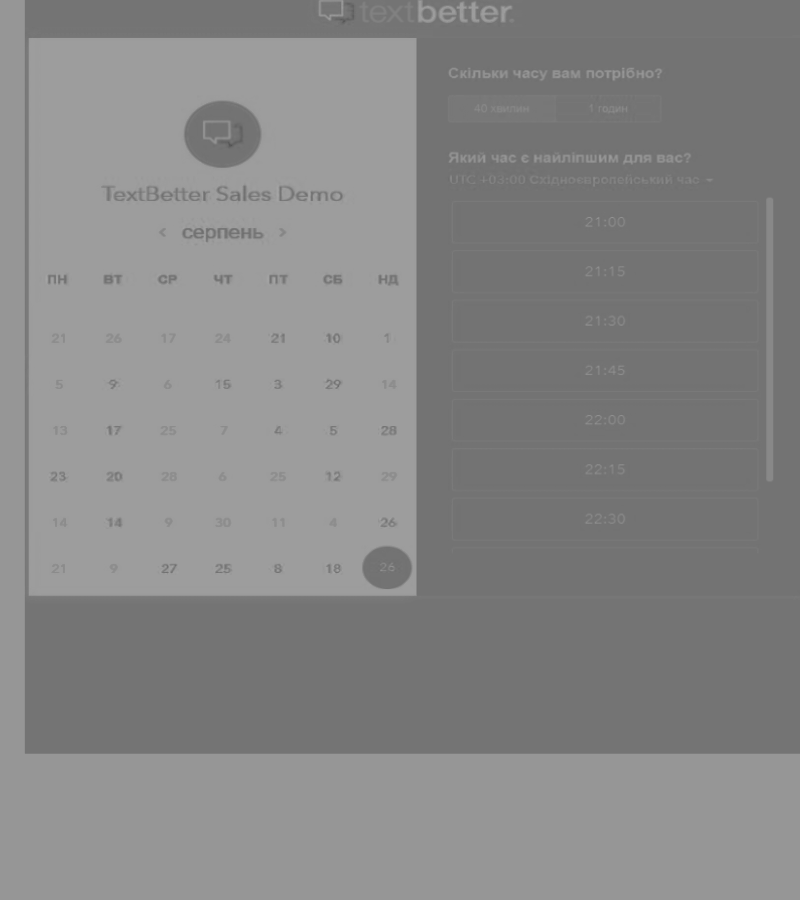 textbetter.
TextBetter Sales Demo
‹ серпень ›
ПН ВТ СР ЧТ ПТ СБ НД
21 26 17 24 21 10 1
5 9 6 15 3 29 14
13 17 25 7 4 5 28
23 20 28 6 25 12 29
14 14 9 30 11 4 26
21 9 27 25 8 18 26
Скільки часу вам потрібно?
40 хвилин 1 годин
Який час є найліпшим для вас?
UTC +03:00 Східноєвропейський час
21:00
21:15
21:30
21:45
22:00
22:15
22:30